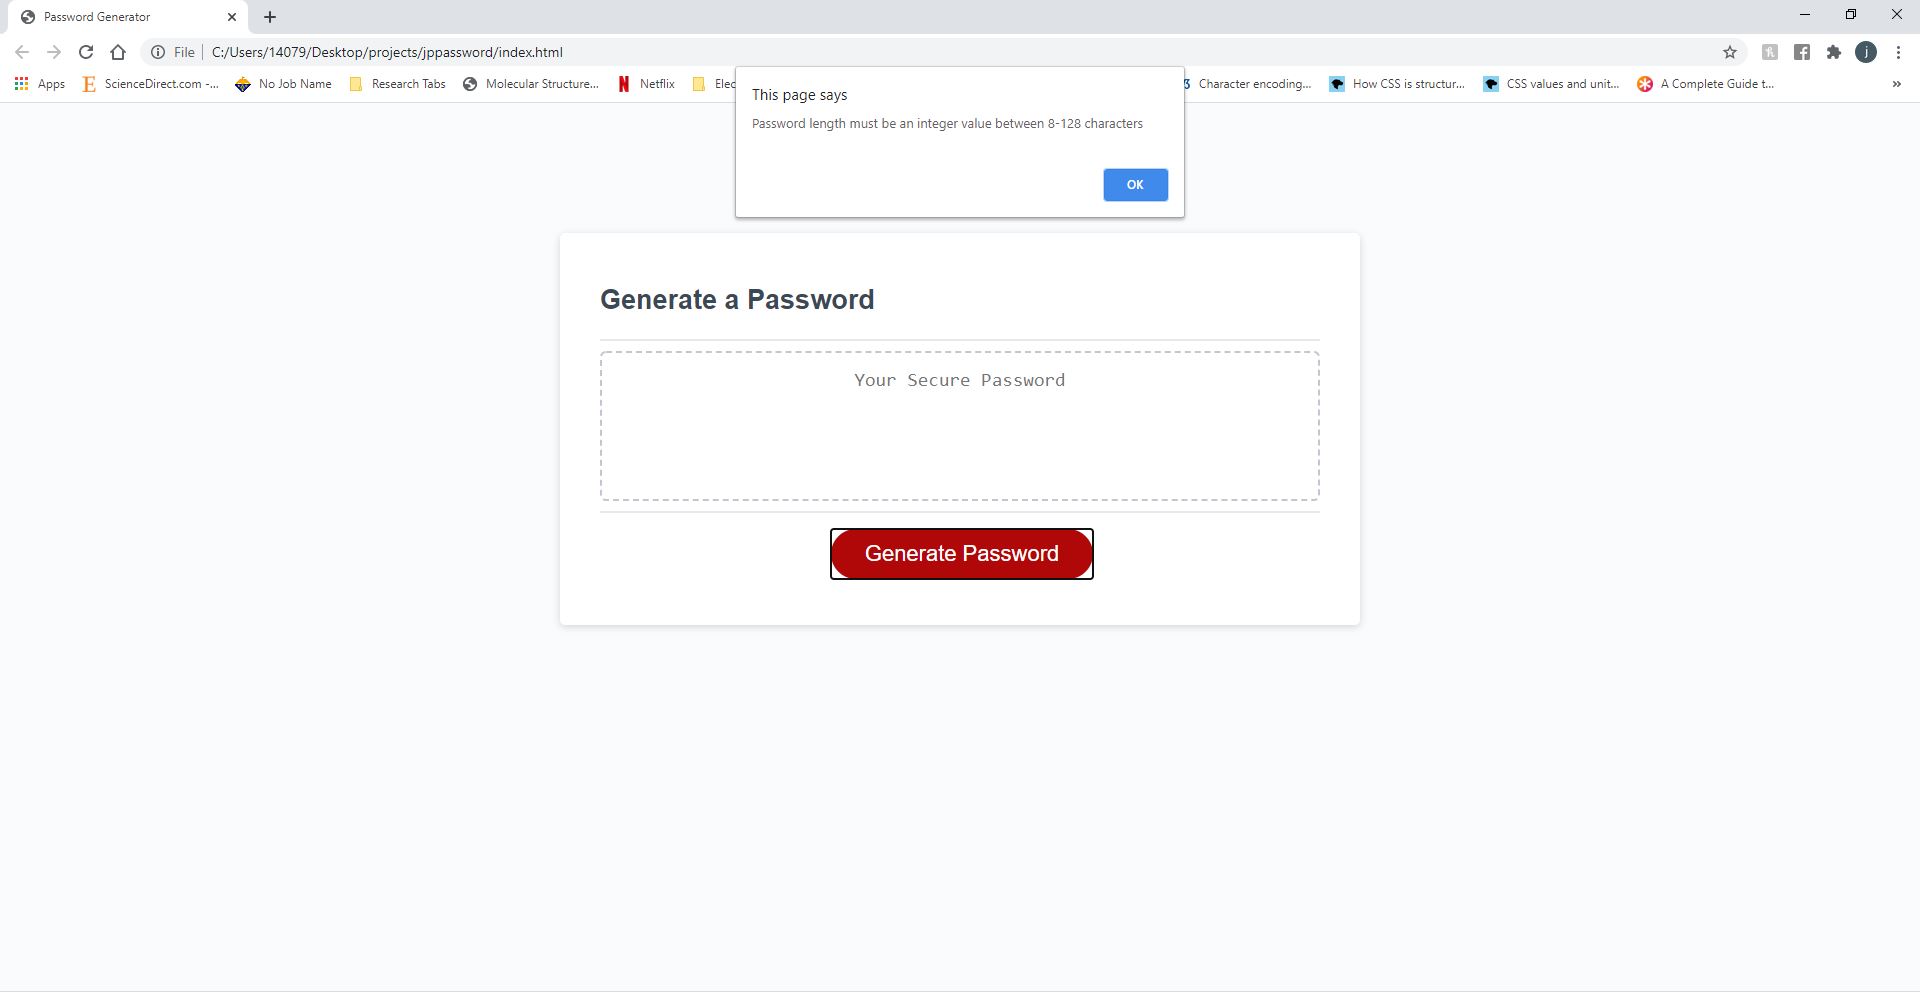 Password Generator
File C:/Users/14079/Desktop/projects/jppassword/index.html
j
Apps ScienceDirect.com -... No Job Name Research Tabs Molecular Structure... Netflix Elec Character encoding... How CSS is structur... CSS values and unit... A Complete Guide t... »
This page says
Password length must be an integer value between 8-128 characters
OK
Generate a Password
Your Secure Password
Generate Password